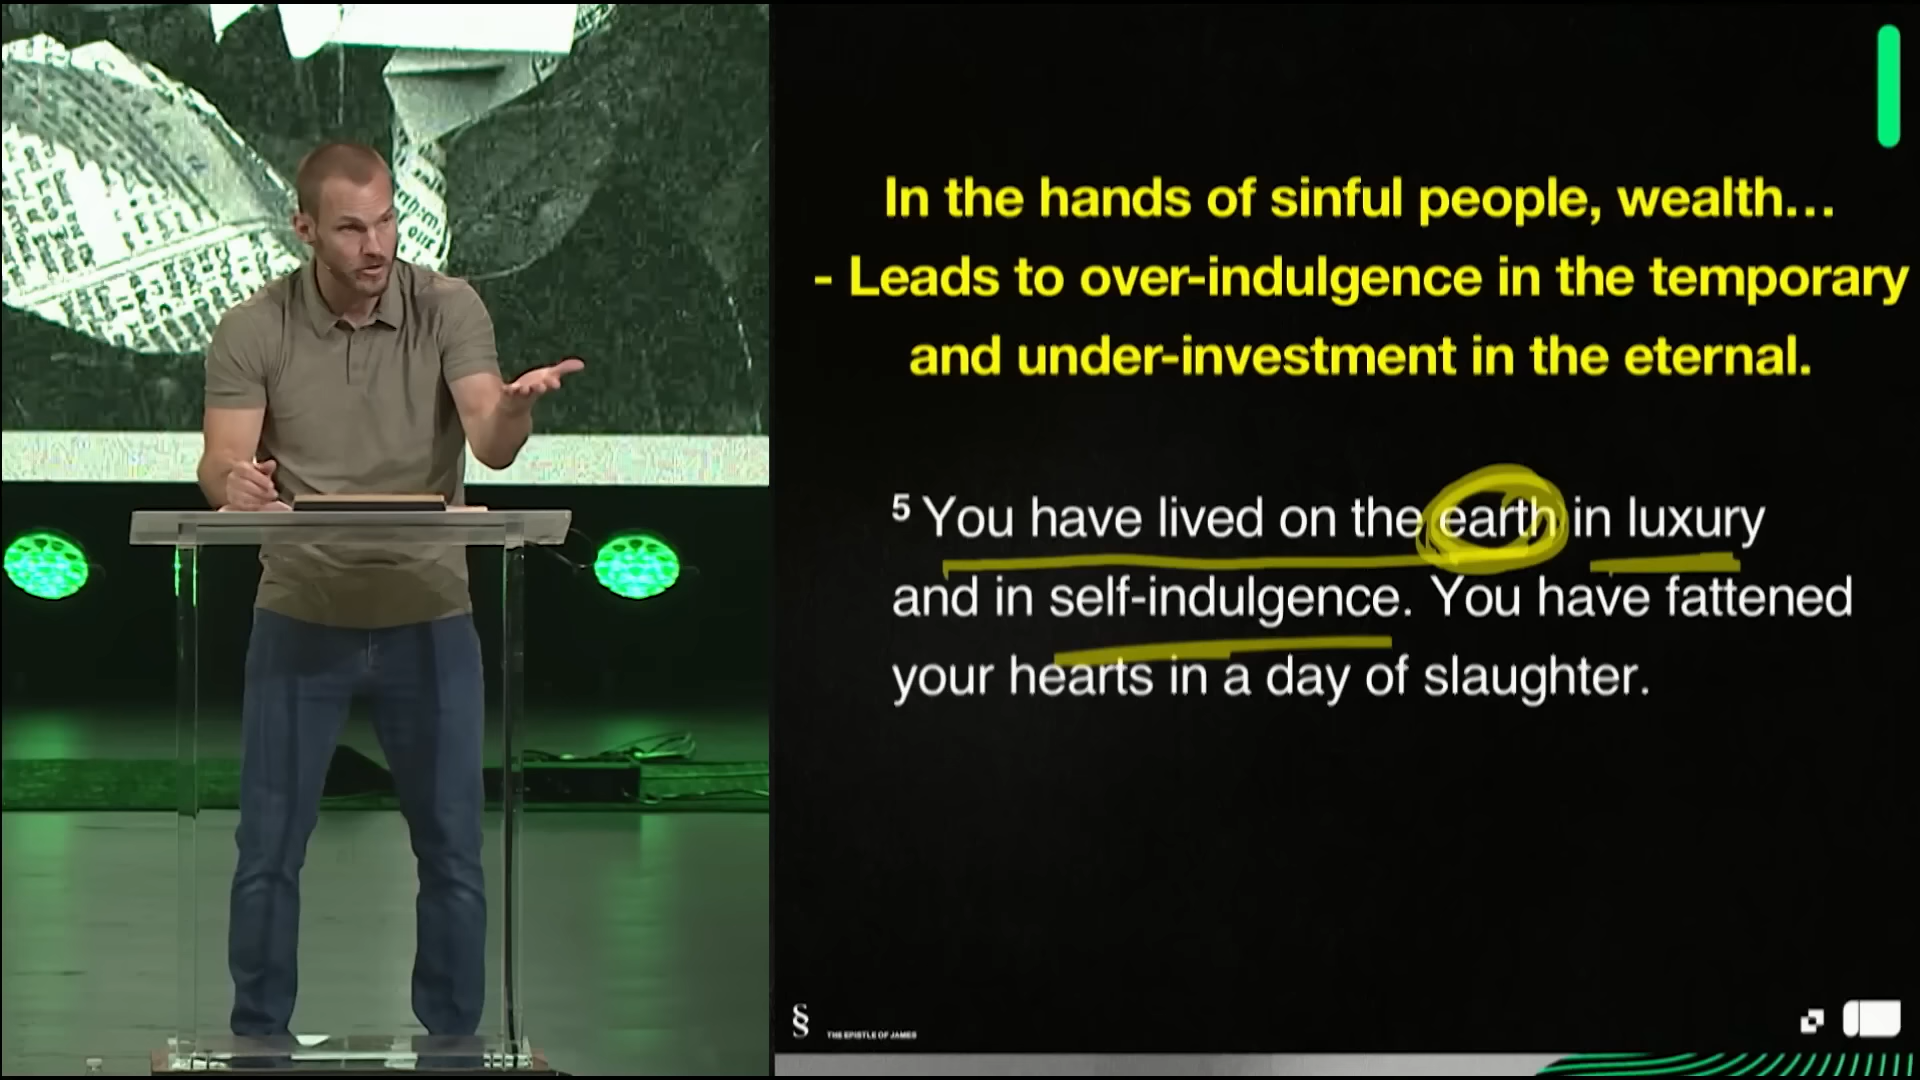 In the hands of sinful people, wealth…
- Leads to over-indulgence in the temporary
and under-investment in the eternal.
5 You have lived on the earth in luxury
and in self-indulgence. You have fattened
your hearts in a day of slaughter.
§ THE EPISTLE OF JAMES
our